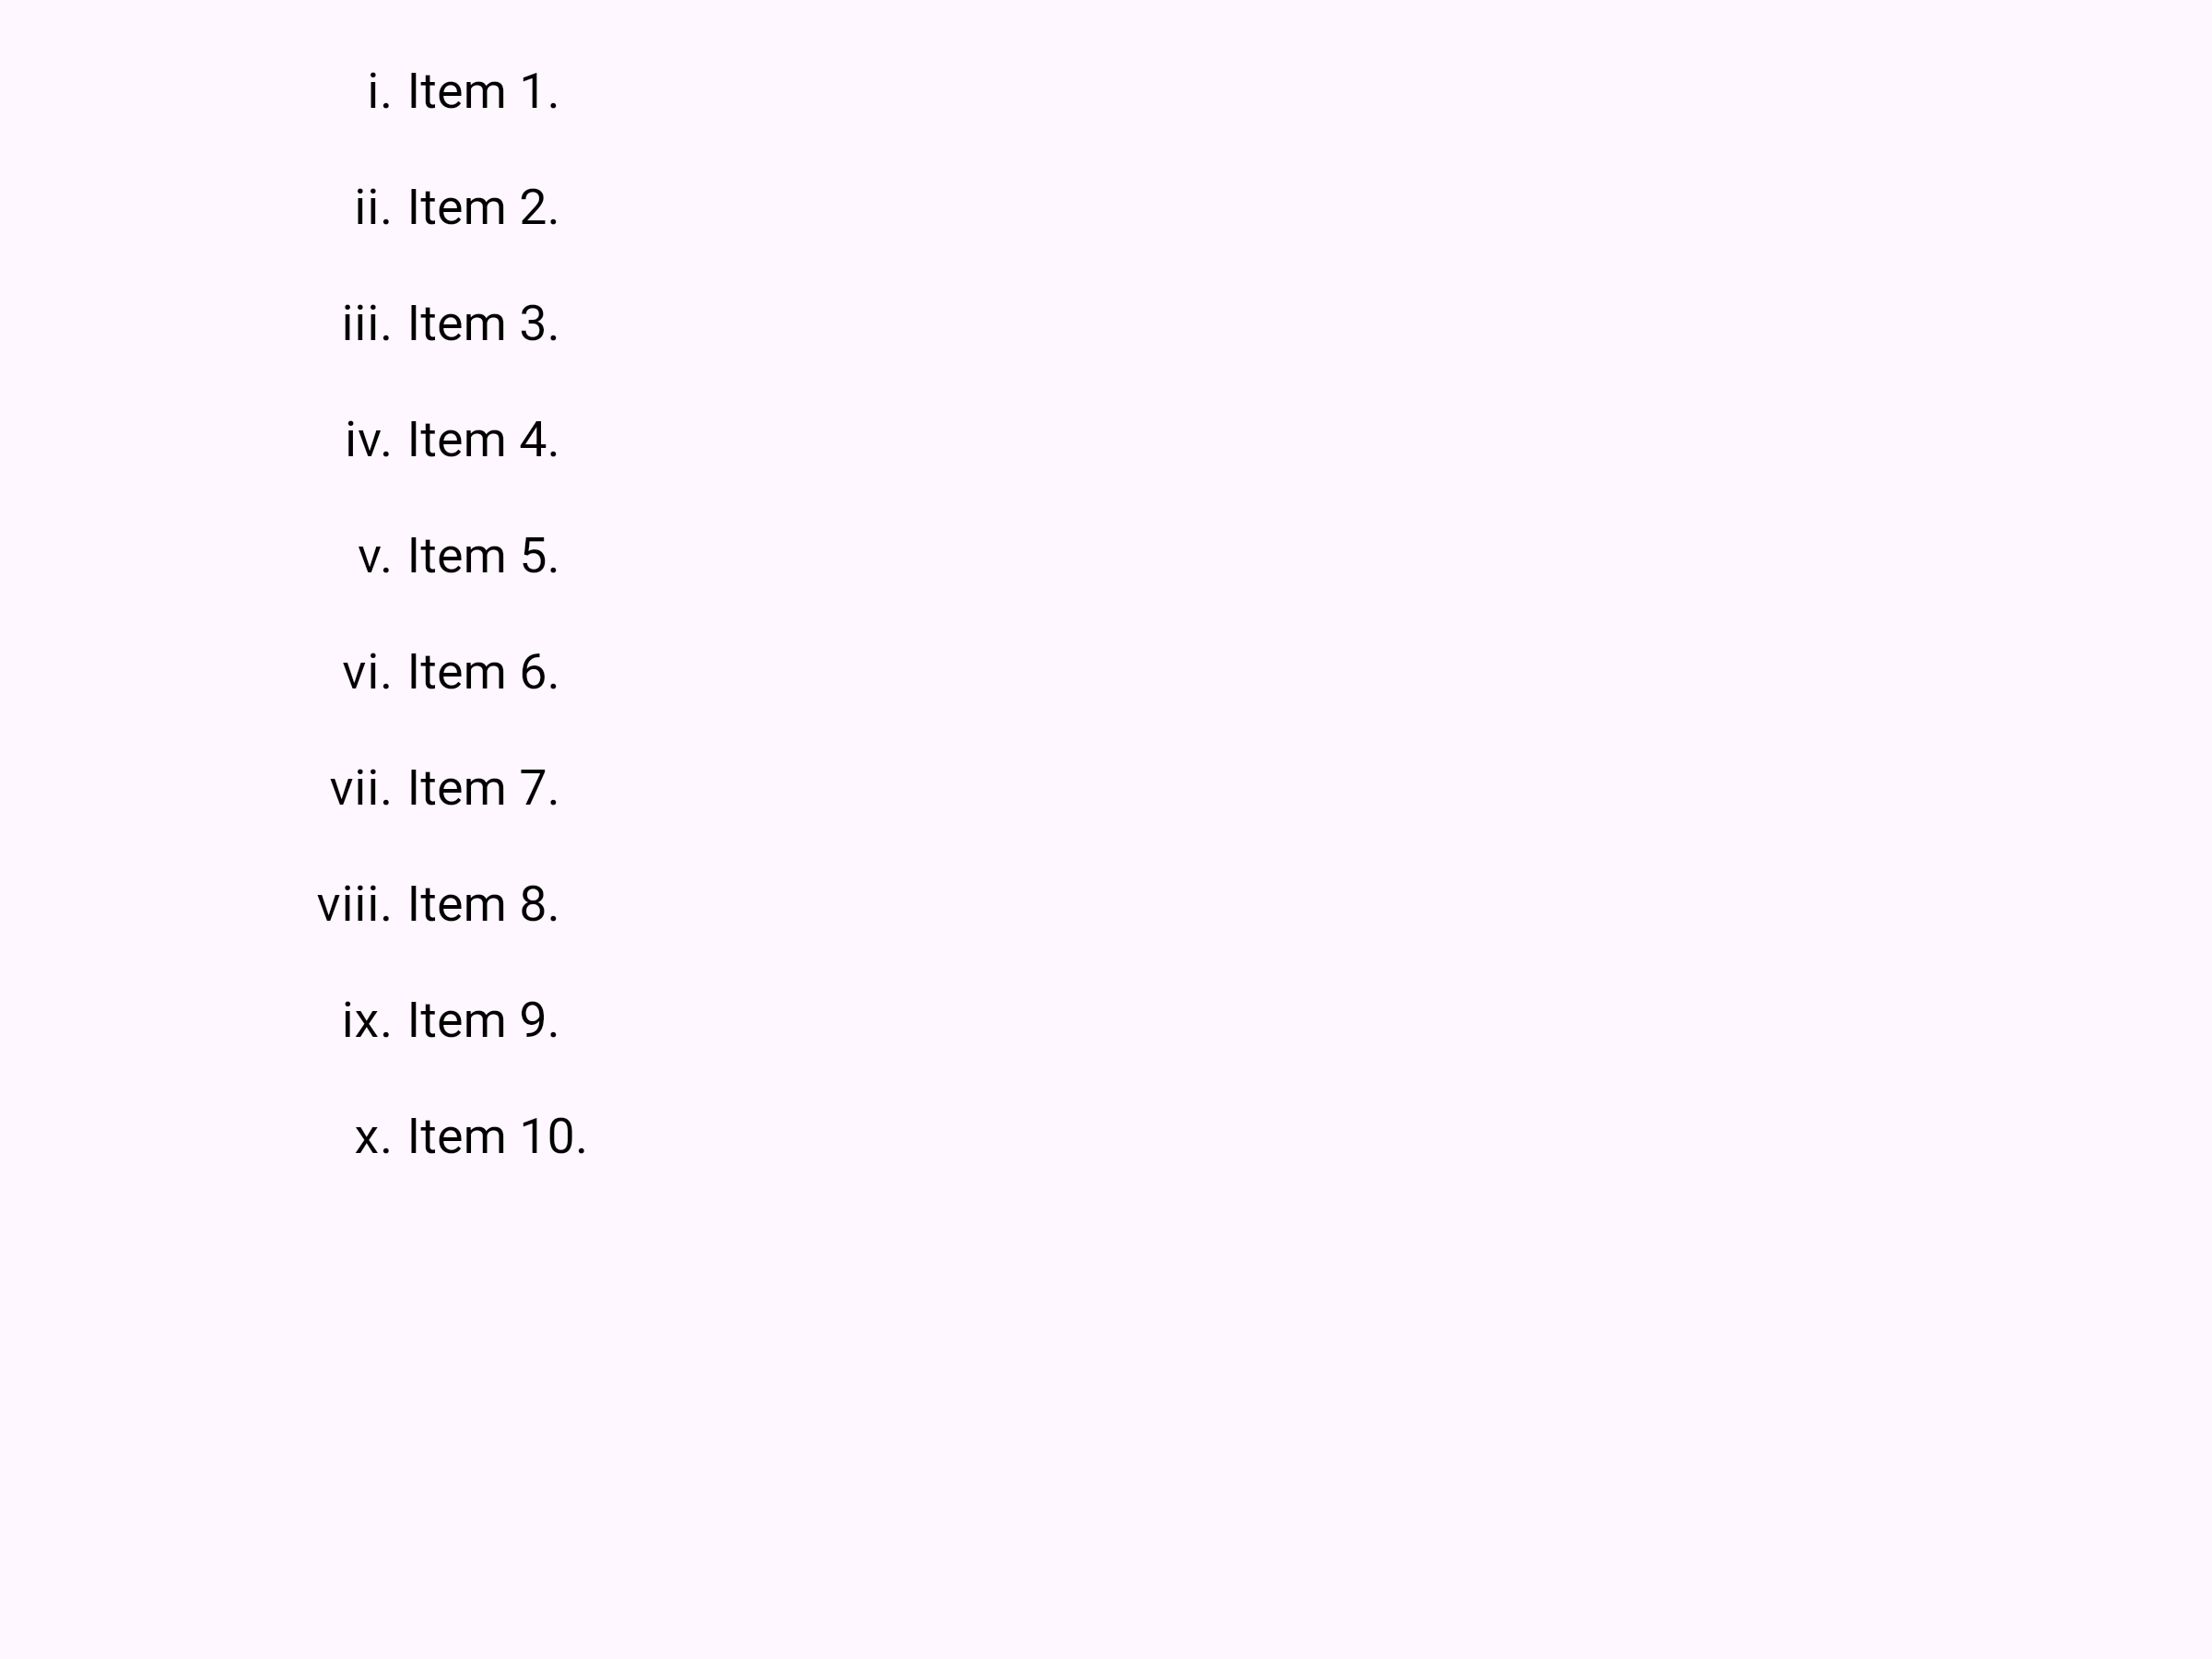 i. Item 1.
ii. Item 2.
iii. Item 3.
iv. Item 4.
v. Item 5.
vi. Item 6.
vii. Item 7.
viii. Item 8.
ix. Item 9.
x. Item 10.